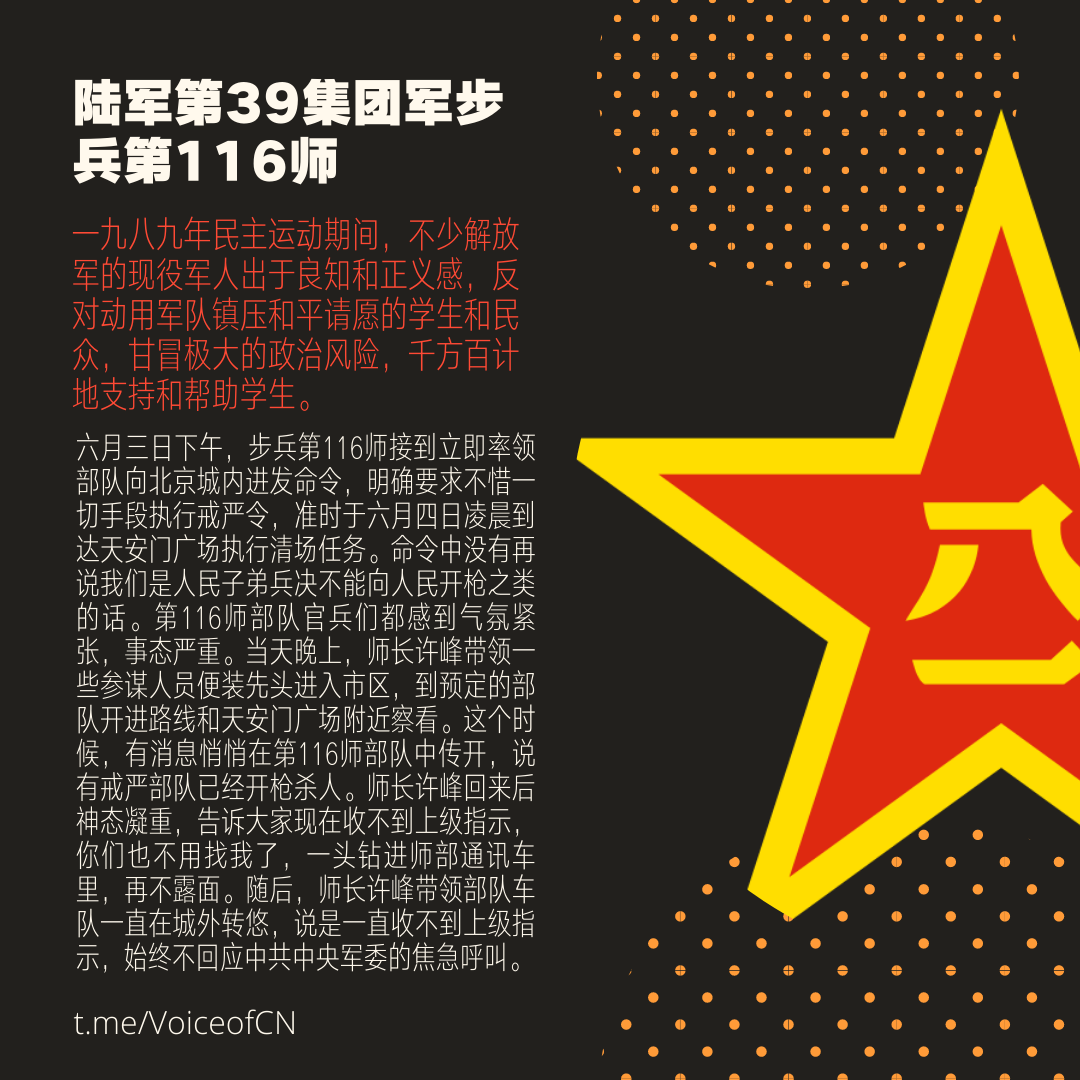 陆军第39集团军步
兵第116师
一九八九年民主运动期间，不少解放
军的现役军人出于良知和正义感，反
对动用军队镇压和平请愿的学生和民
众，甘冒极大的政治风险，千方百计
地支持和帮助学生。
六月三日下午，步兵第116师接到立即率领
部队向北京城内进发命令，明确要求不惜一
切手段执行戒严令，准时于六月四日凌晨到
达天安门广场执行清场任务。命令中没有再
说我们是人民子弟兵决不能向人民开枪之类
的话。第116师部队官兵们都感到气氛紧
张，事态严重。当天晚上，师长许峰带领一
些参谋人员便装先头进入市区，到预定的部
队开进路线和天安门广场附近察看。这个时
候，有消息悄悄在第116师部队中传开，说
有戒严部队已经开枪杀人。师长许峰回来后
神态凝重，告诉大家现在收不到上级指示，
你们也不用找我了，一头钻进师部通讯车
里，再不露面。随后，师长许峰带领部队车
队一直在城外转悠，说是一直收不到上级指
示，始终不回应中共中央军委的焦急呼叫。
八一
t.me/VoiceofCN